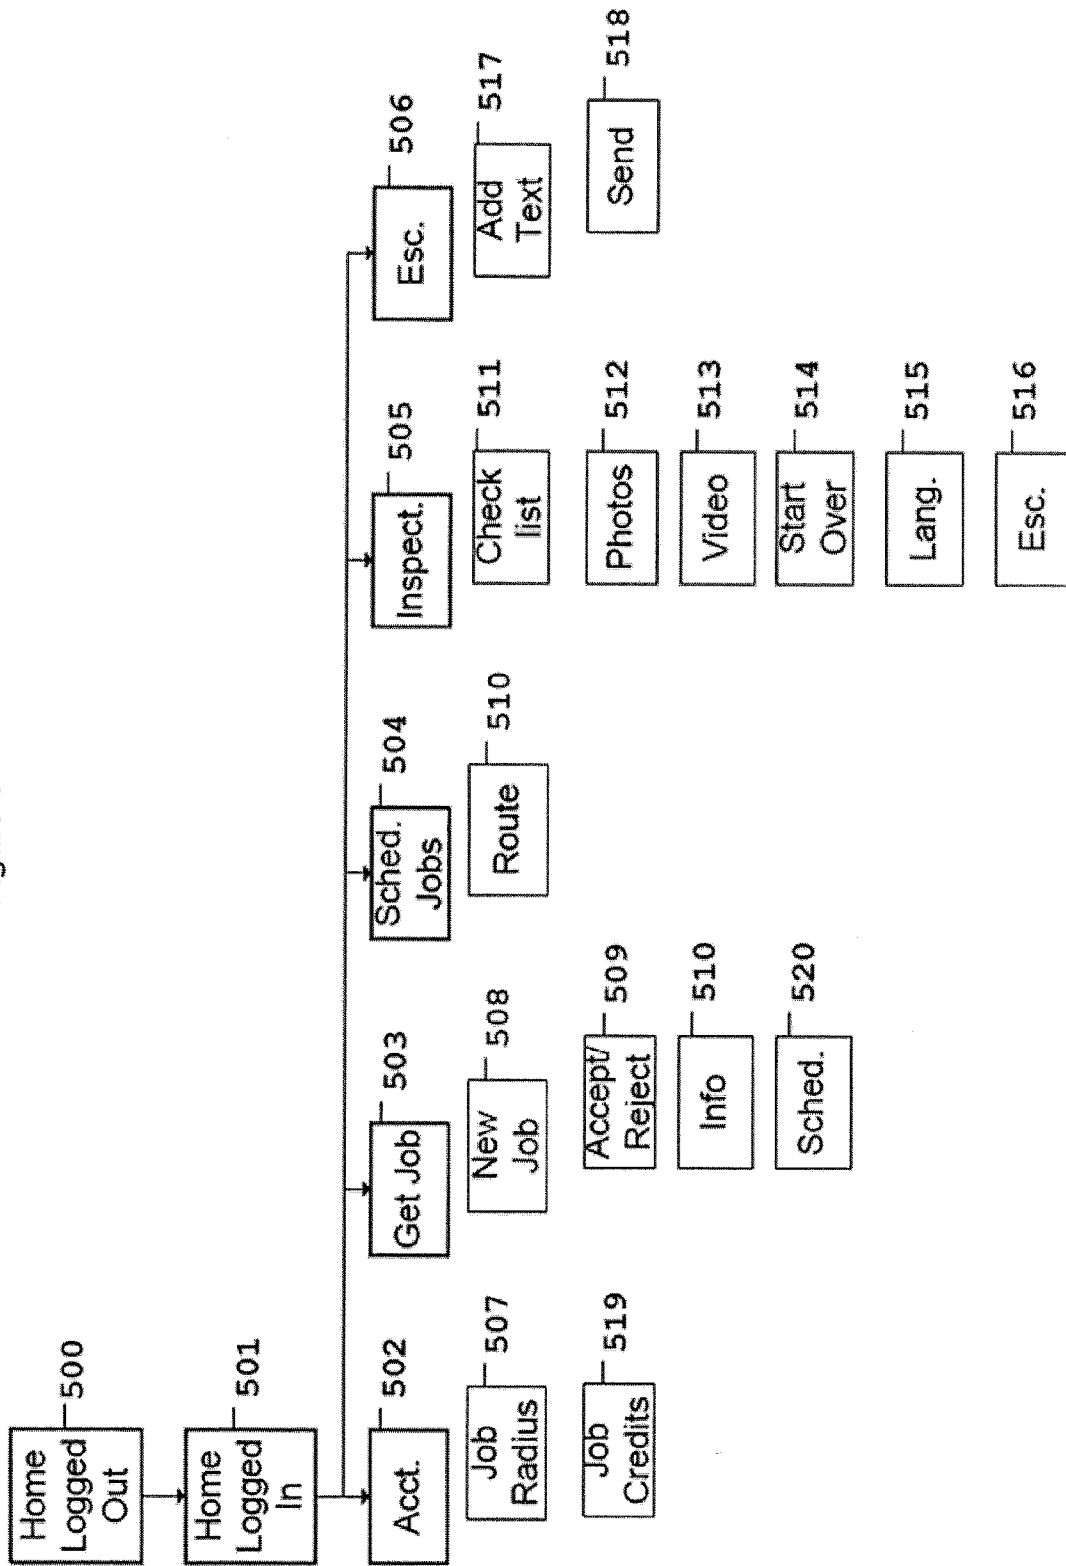 Home
Logged
Out
500
Home
Logged
In
501
Acct.
502
Get Job
503
Sched.
Jobs
504
Inspect.
505
Esc.
506
Job
Radius
507
New
Job
508
Route
510
Check
list
511
Add
Text
517
Job
Credits
519
Accept/
Reject
509
Photos
512
Send
518
Info
510
Video
513
Sched.
520
Start
Over
514
Lang.
515
Esc.
516